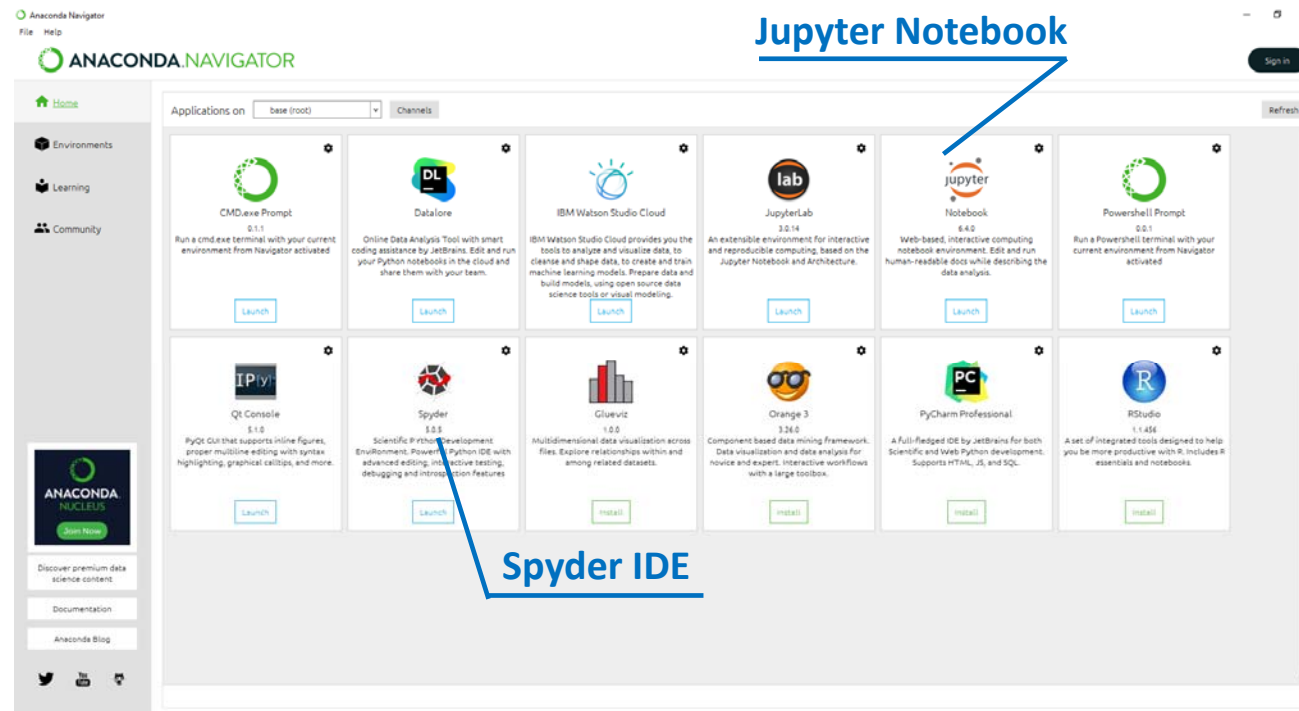 Anaconda Navigator
File Help
ANACONDA.NAVIGATOR
Jupyter Notebook
Sign in
Home
Environments
Learning
Community
Applications on base (root) Channels
Refresh
CMD.exe Prompt
0.1.1
Run a cmd.exe terminal with your current
environment from Navigator activated
Launch
DL
Datalore
Online Data Analysis Tool with smart
coding assistance by JetBrains. Edit and run
your Python notebooks in the cloud and
share them with your team.
Launch
IBM Watson Studio Cloud
IBM Watson Studio Cloud provides you the
tools to analyze and visualize data, to
cleanse and shape data, to create and train
machine learning models. Prepare data and
build models, using open source data
science tools or visual modeling.
Launch
lab
JupyterLab
3.0.14
An extensible environment for interactive
and reproducible computing, based on the
Jupyter Notebook and Architecture.
Launch
jupyter
Notebook
6.4.0
Web-based, interactive computing
notebook environment. Edit and run
human-readable docs while describing the
data analysis.
Launch
Powershell Prompt
0.0.1
Run a Powershell terminal with your
current environment from Navigator
activated
Launch
IP[y]:
Qt Console
5.1.0
PyQt GUI that supports inline figures,
proper multiline editing with syntax
highlighting, graphical calltips, and more.
Launch
Spyder
5.0.5
Scientific Python Development
EnviRonment. Powerful Python IDE with
advanced editing, interactive testing,
debugging and introspection features
Launch
Glueviz
1.0.0
Multidimensional data visualization across
files. Explore relationships within and
among related datasets.
Install
Orange 3
3.26.0
Component based data mining framework.
Data visualization and data analysis for
novice and expert. Interactive workflows
with a large toolbox.
Install
PC
PyCharm Professional
A full-fledged IDE by JetBrains for both
Scientific and Web Python development.
Supports HTML, JS, and SQL.
Install
R
RStudio
1.1.456
A set of integrated tools designed to help
you be more productive with R. Includes R
essentials and notebooks.
Install
Spyder IDE
ANACONDA.
NUCLEUS
Join Now
Discover premium data
science content
Documentation
Anaconda Blog
You
Tube